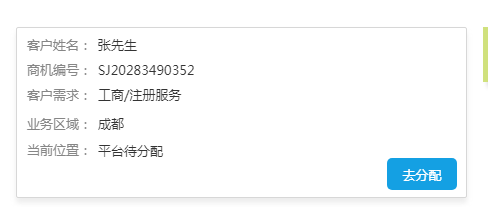 客户姓名： 张先生
商机编号： SJ20283490352
客户需求： 工商/注册服务
业务区域： 成都
当前位置： 平台待分配
去分配